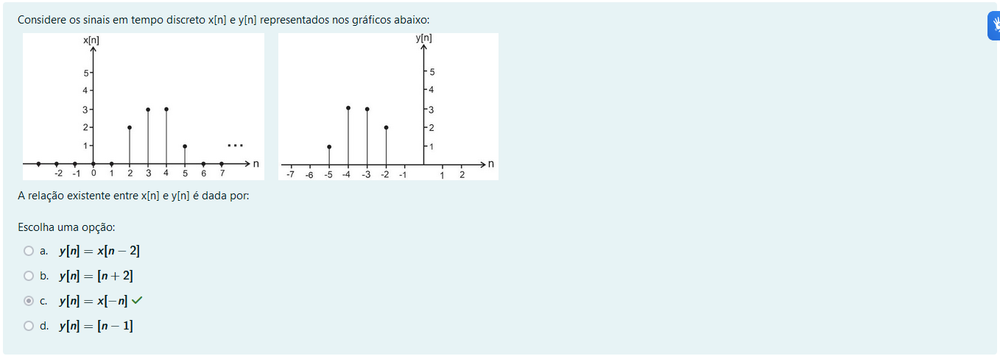 Considere os sinais em tempo discreto x[n] e y[n] representados nos gráficos abaixo:
x[n]
5
4
3
2
1
...
n
-2 -1 0 1 2 3 4 5 6 7
y[n]
5
4
3
2
1
n
-7 -6 -5 -4 -3 -2 -1 1 2
A relação existente entre x[n] e y[n] é dada por:
Escolha uma opção:
a. y[n] = x[n − 2]
b. y[n] = [n + 2]
c. y[n] = x[−n] ✓
d. y[n] = [n − 1]